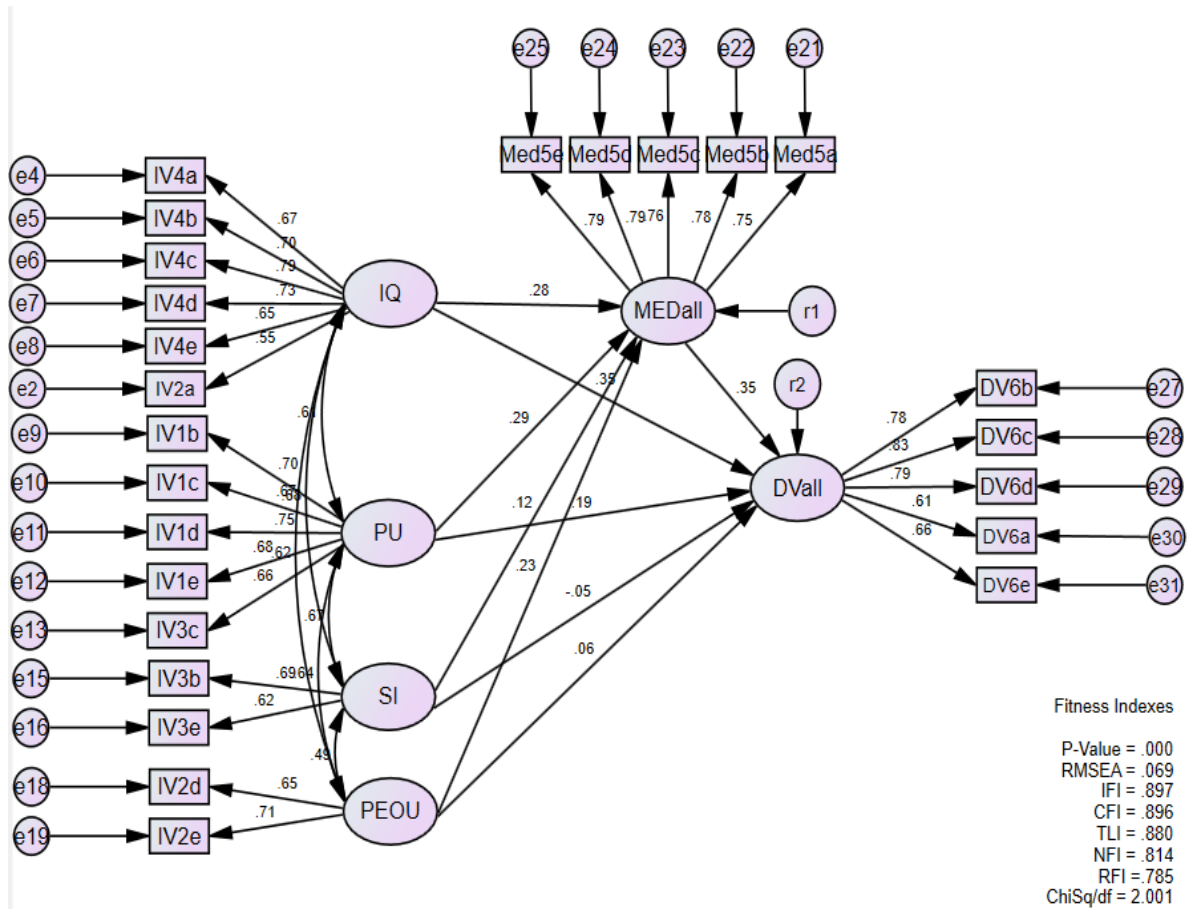 e25
e24
e23
e22
e21
Med5e
Med5d
Med5c
Med5b
Med5a
.79
.79
.76
.78
.75
e4
IV4a
e5
IV4b
e6
IV4c
e7
IV4d
e8
IV4e
e2
IV2a
.67
.70
.79
.73
.65
.55
IQ
.28
MEDall
r1
r2
.35
.35
.29
.12
.19
.23
-.05
.06
DVall
.78
.83
.79
.61
.66
DV6b
e27
DV6c
e28
DV6d
e29
DV6a
e30
DV6e
e31
e9
IV1b
e10
IV1c
e11
IV1d
e12
IV1e
e13
IV3c
.70
.75
.68
.62
.66
PU
.67
e15
IV3b
e16
IV3e
.69
.64
.62
SI
.49
e18
IV2d
e19
IV2e
.65
.71
PEOU
Fitness Indexes
P-Value = .000
RMSEA = .069
IFI = .897
CFI = .896
TLI = .880
NFI = .814
RFI =.785
ChiSq/df = 2.001